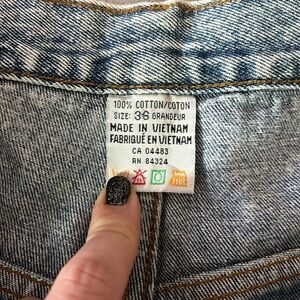 100% COTTON/COTON
SIZE: 36 GRANDEUR
MADE IN VIETNAM
FABRIQUÉ EN VIETNAM
CA 04483
RN 84324